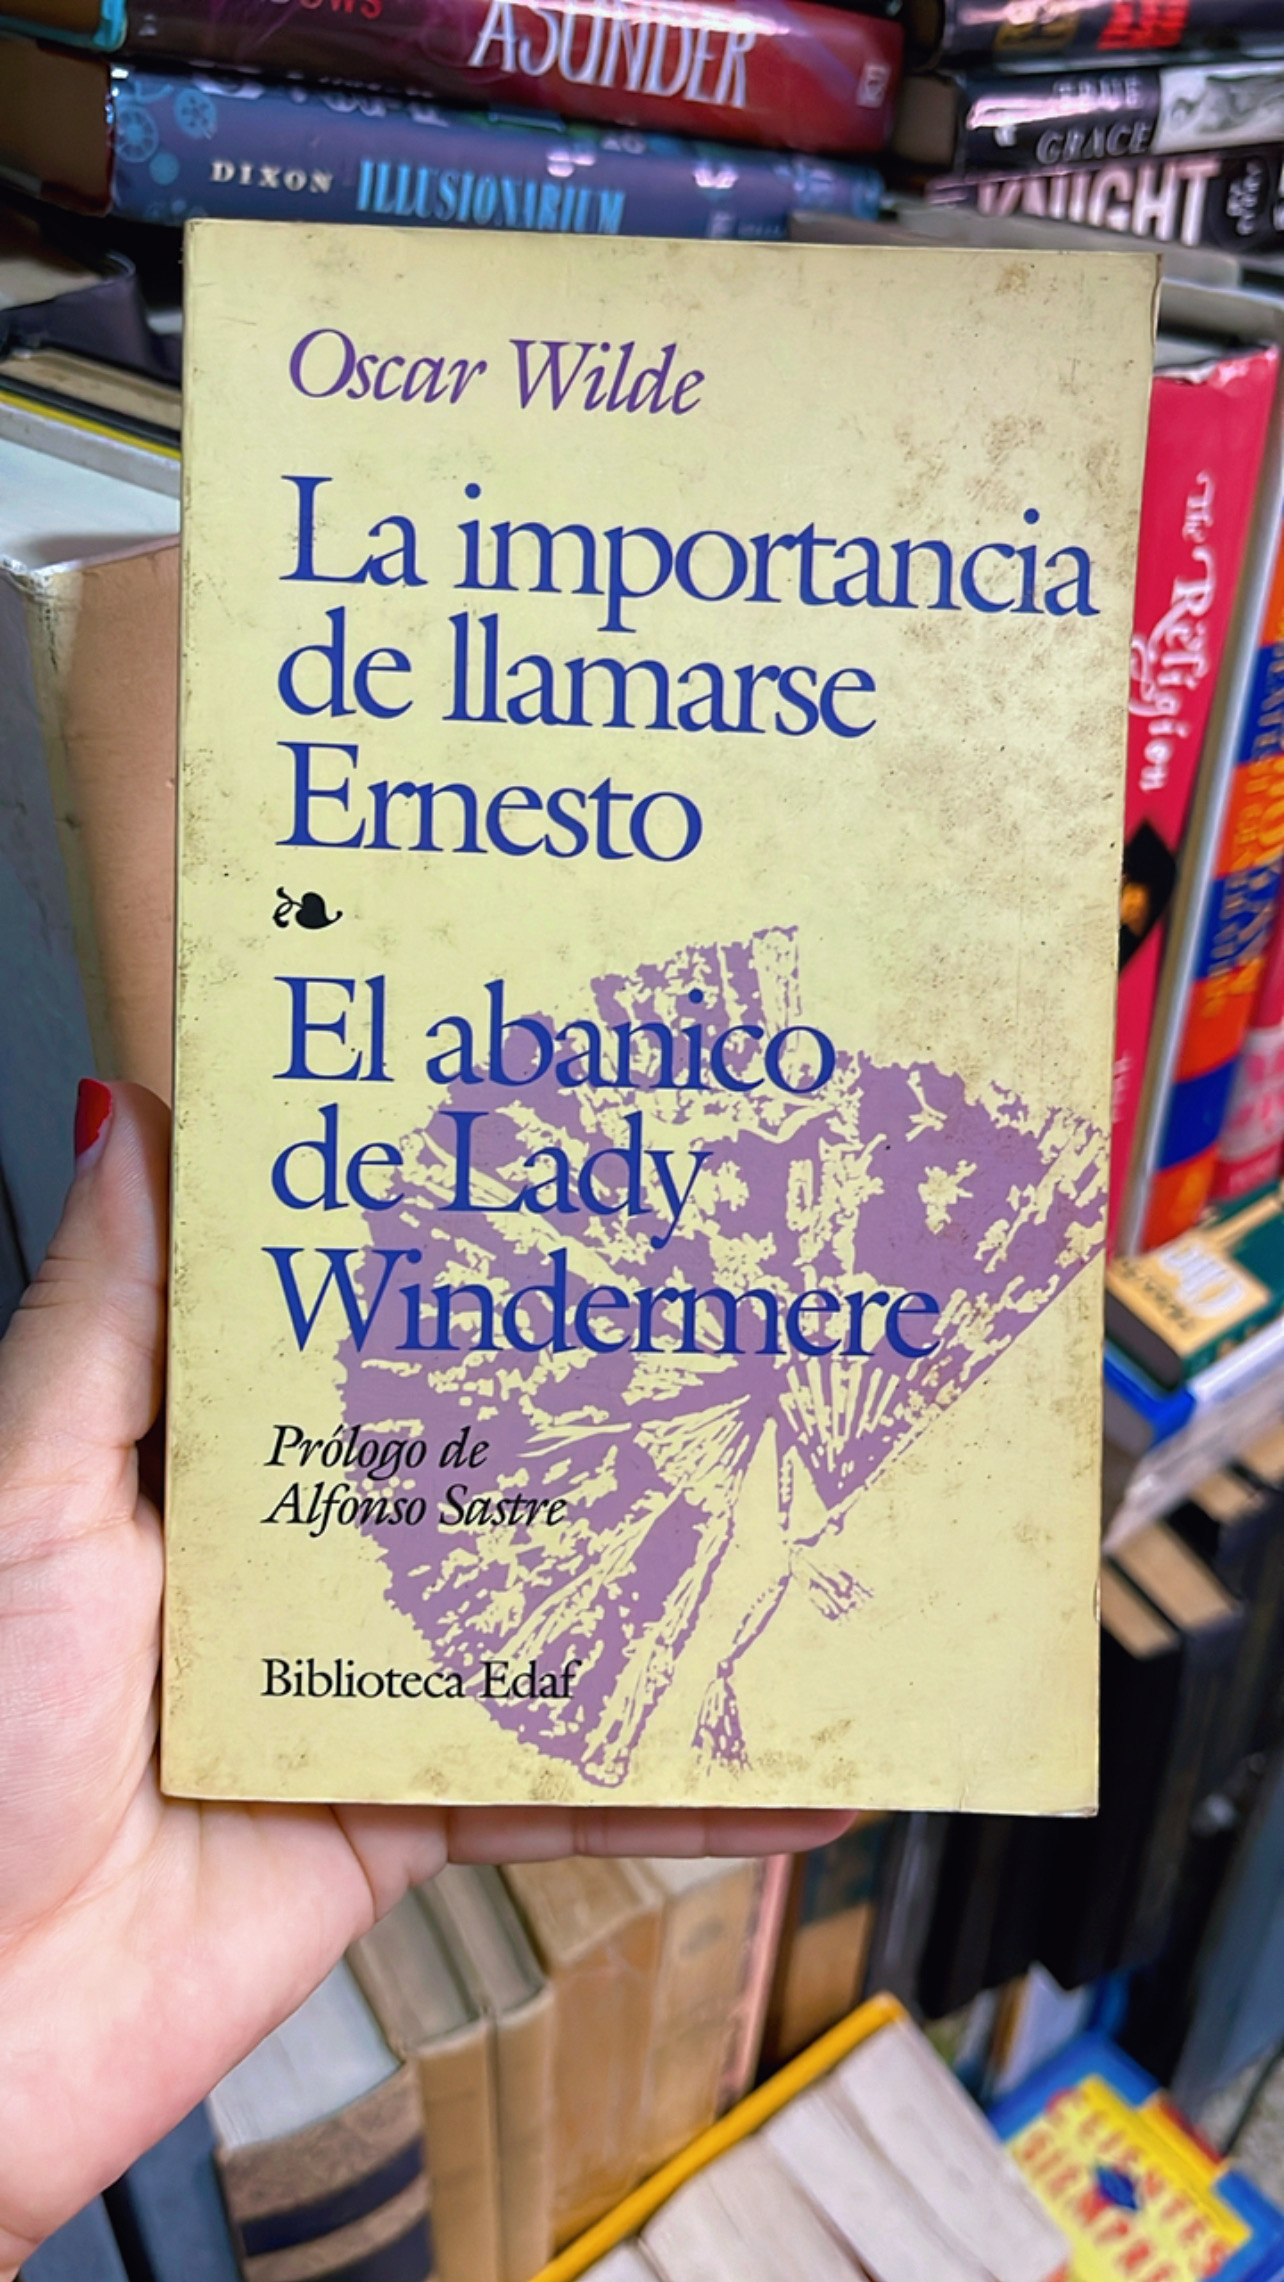 ASUNDER
DIXON ILLUSIONARIUM
GRACE
KNIGHT
Oscar Wilde
La importancia
de llamarse
Ernesto
El abanico
de Lady
Windermere
Prólogo de
Alfonso Sastre
Biblioteca Edaf
The Religion
CLIENTES